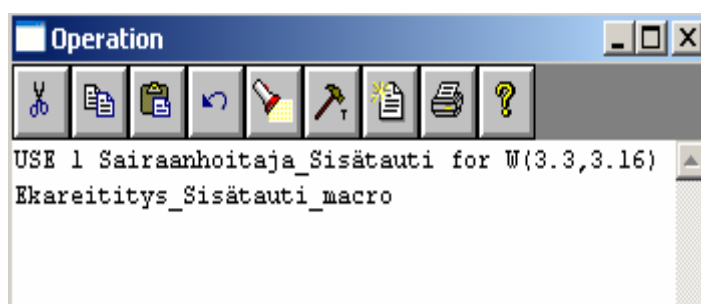 Operation
USE 1 Sairaanhoitaja_Sisätauti for W(3.3,3.16)
Ekareititys_Sisätauti_macro